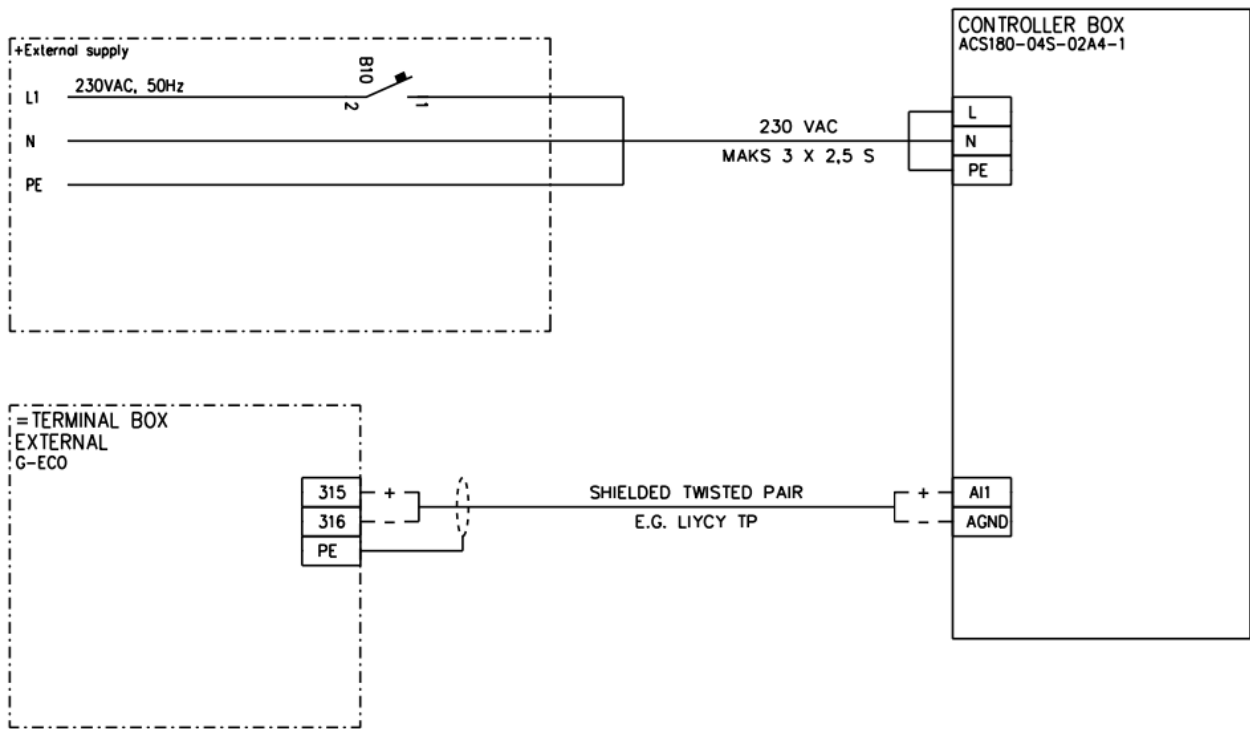 +External supply
L1
230VAC, 50Hz
B10
2
1
N
PE
230 VAC
MAKS 3 X 2,5 S
CONTROLLER BOX
ACS180-04S-02A4-1
L
N
PE
=TERMINAL BOX
EXTERNAL
G-ECO
315
+
316
-
PE
SHIELDED TWISTED PAIR
E.G. LIYCY TP
+
AI1
-
AGND